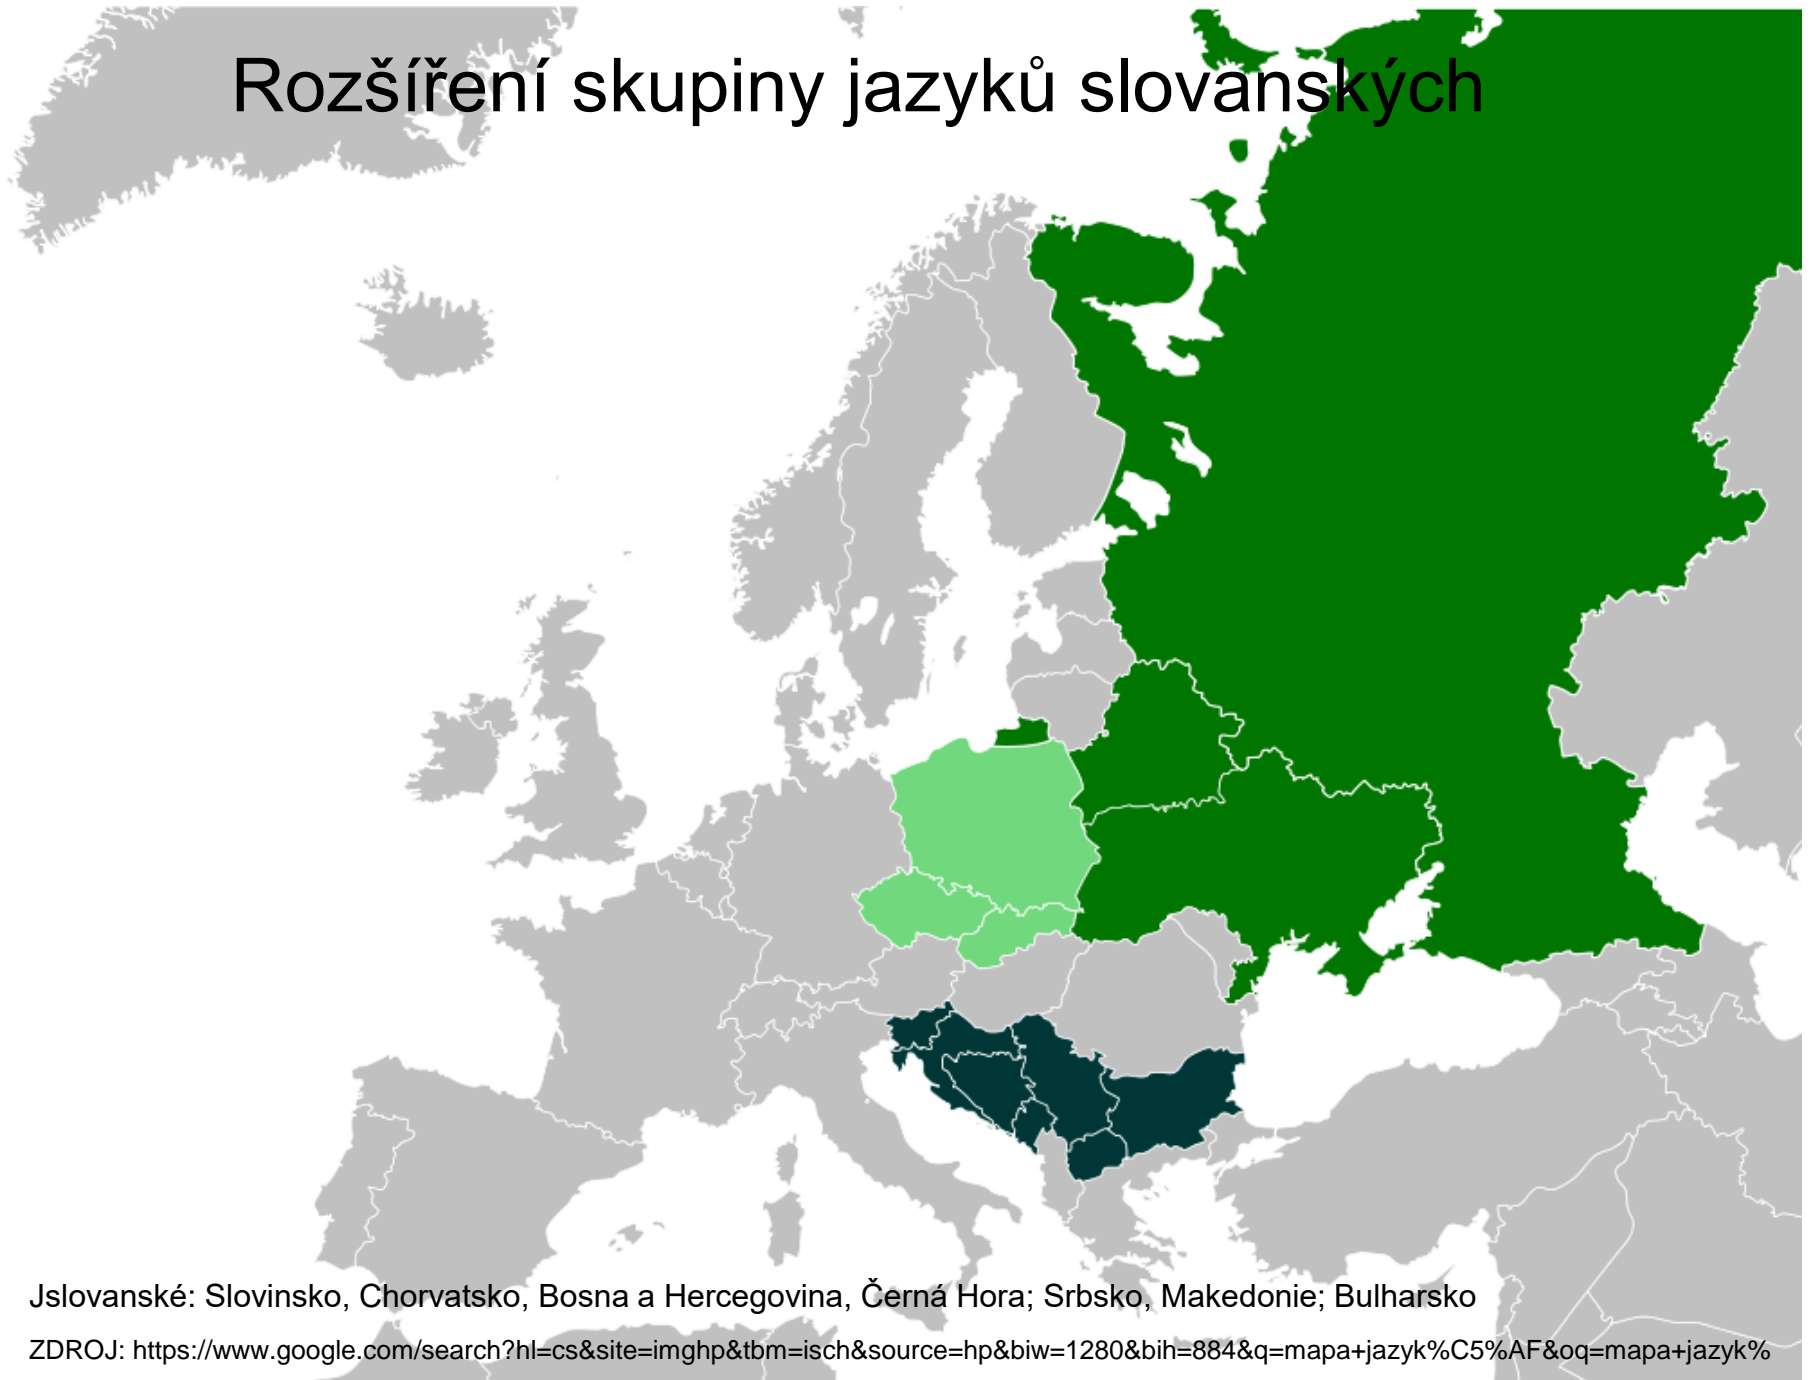 Rozšíření skupiny jazyků slovanských
Jslovanské: Slovinsko, Chorvatsko, Bosna a Hercegovina, Černá Hora; Srbsko, Makedonie; Bulharsko
ZDROJ: https://www.google.com/search?hl=cs&site=imghp&tbm=isch&source=hp&biw=1280&bih=884&q=mapa+jazyk%C5%AF&oq=mapa+jazyk%